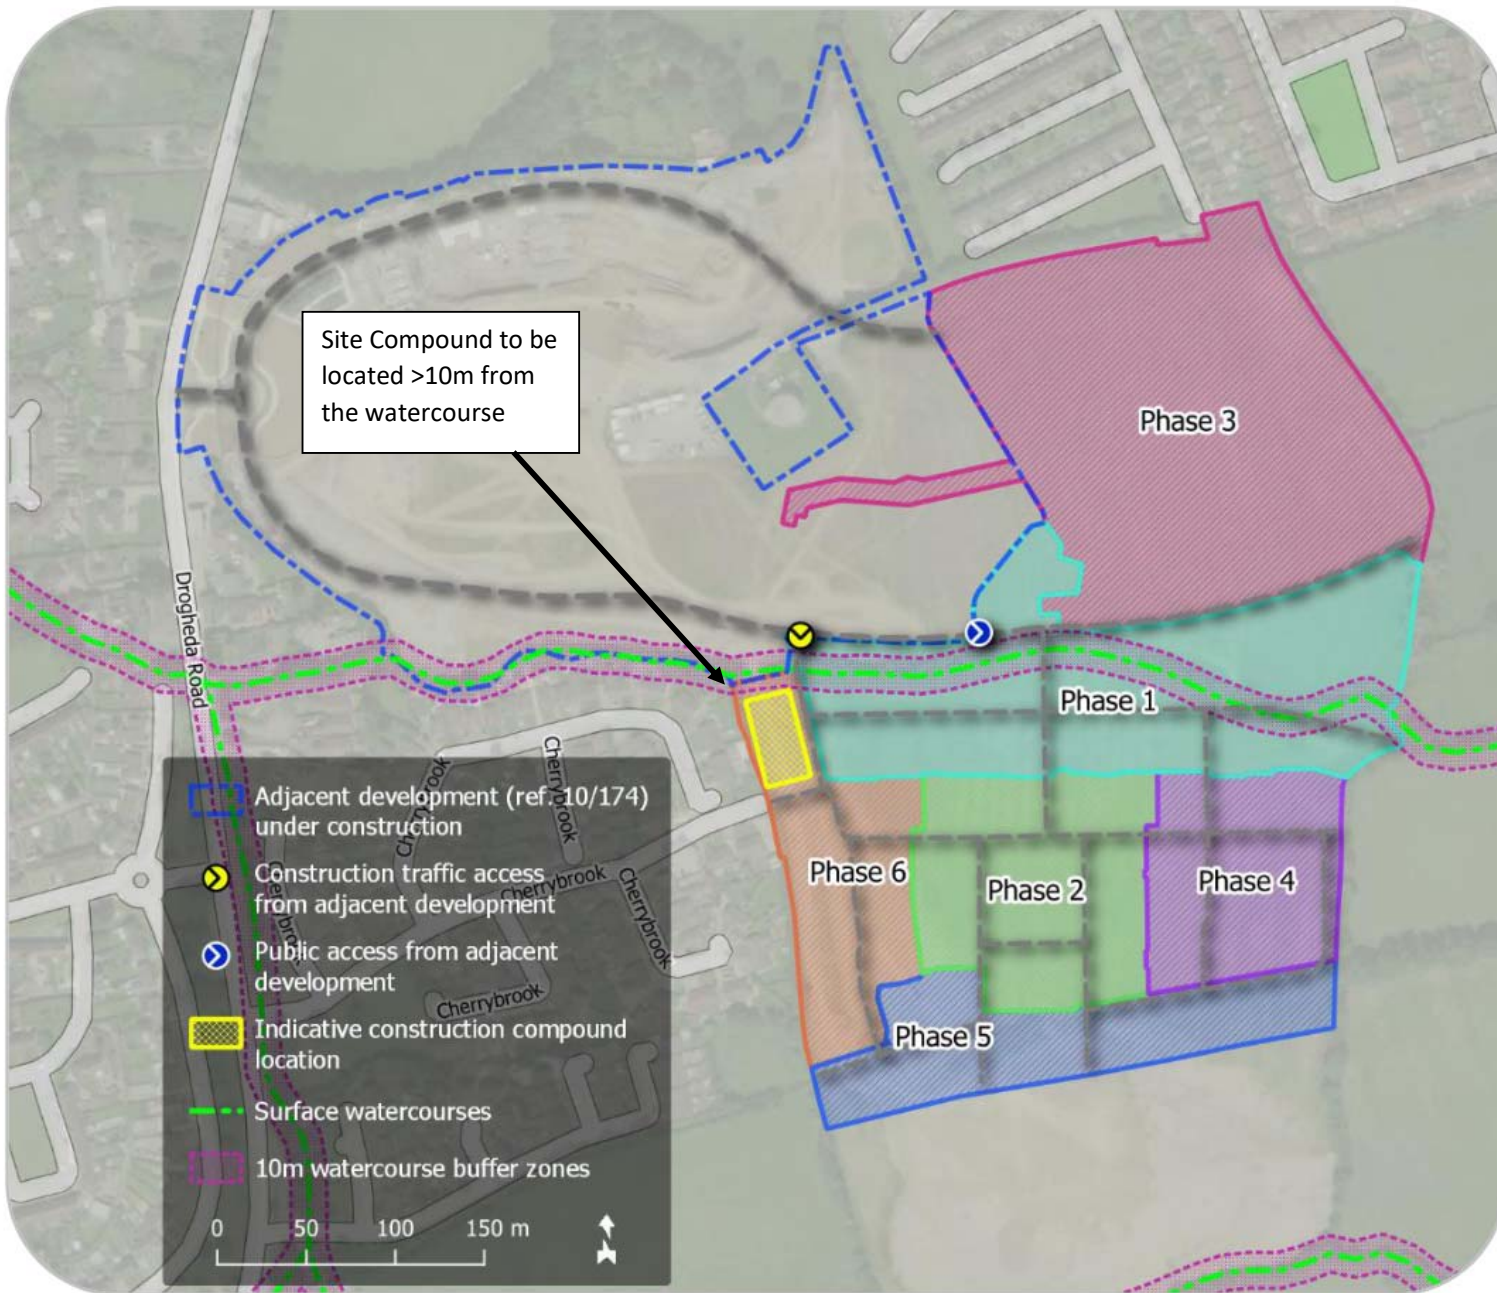 Site Compound to be
located >10m from
the watercourse
Phase 3
Drogheda Road
Phase 1
Cherrybrook
Cherrybrook
Cherrybrook
Cherrybrook
Cherrybrook
Cherrybrook
Phase 6
Phase 2
Phase 4
Phase 5
Adjacent development (ref. 10/174)
under construction
Construction traffic access
from adjacent development
Public access from adjacent
development
Indicative construction compound
location
Surface watercourses
10m watercourse buffer zones
0 50 100 150 m